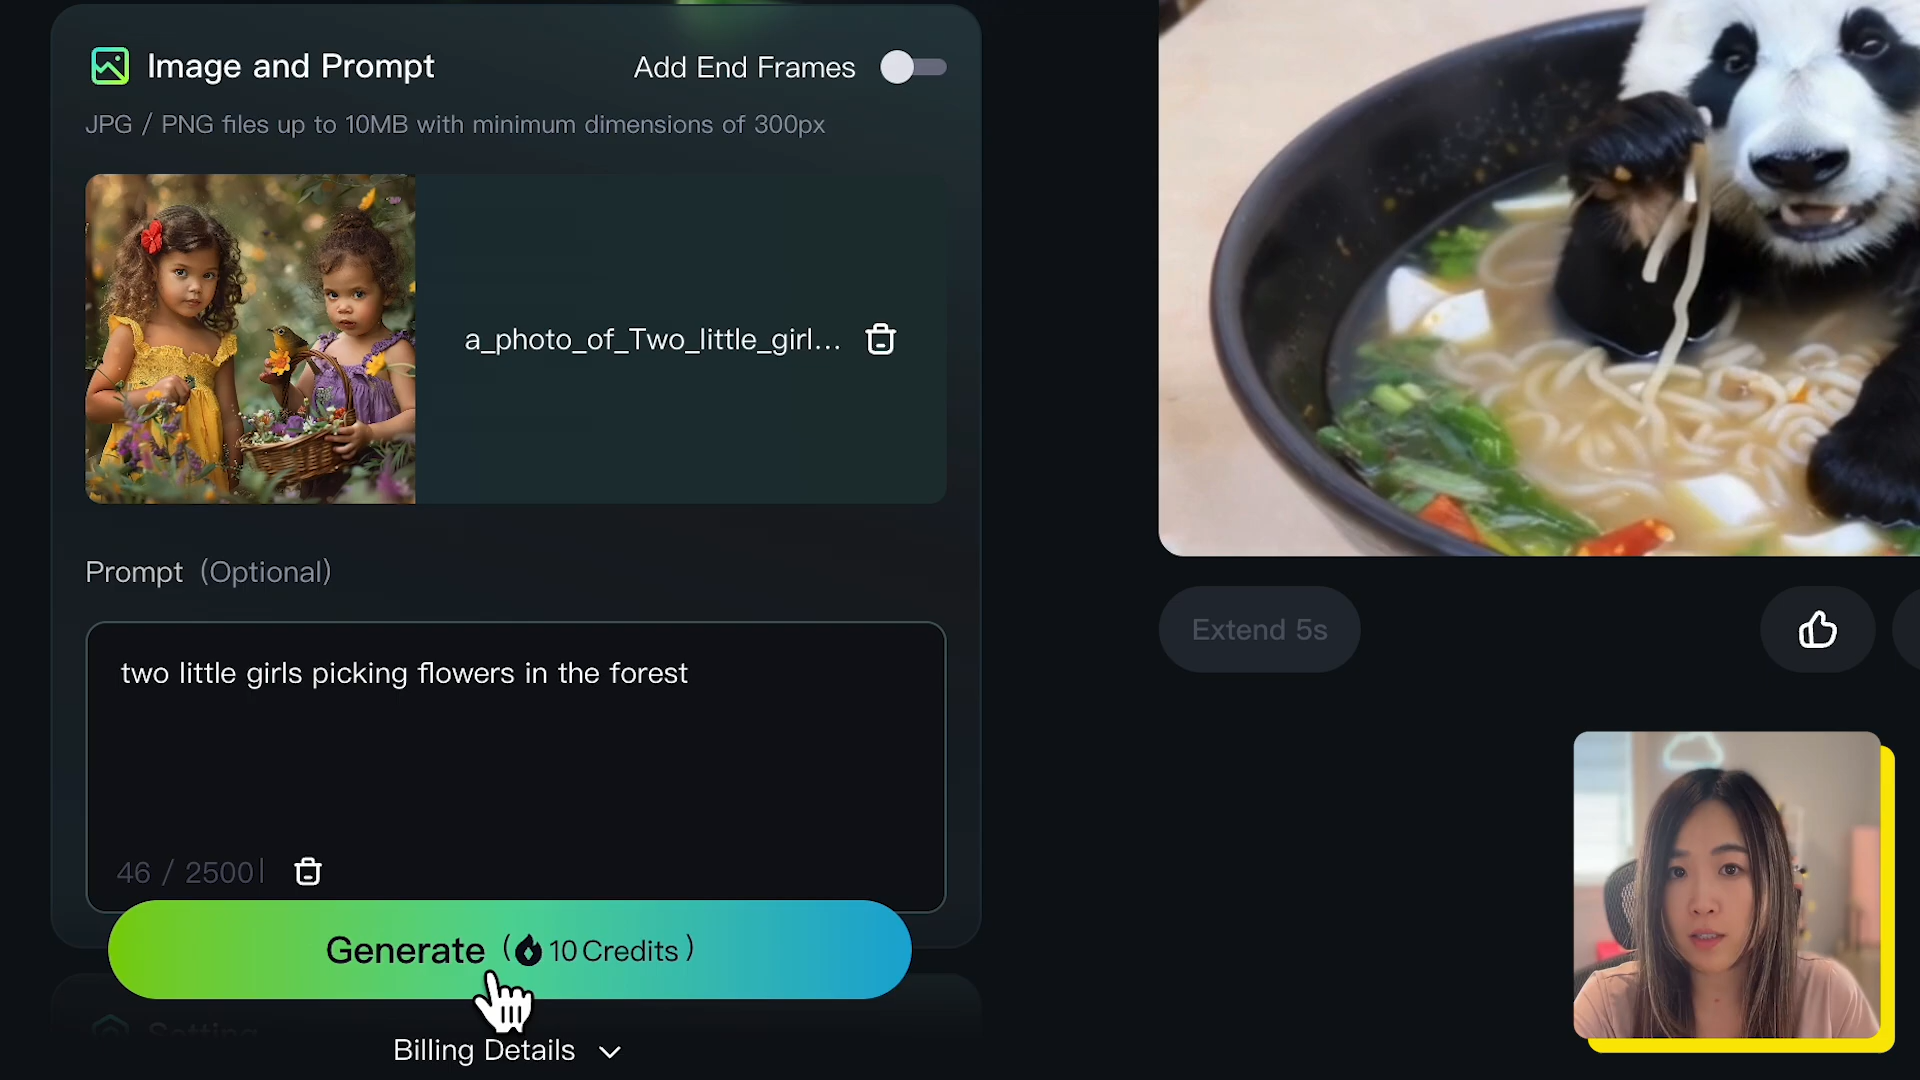 Image and Prompt
Add End Frames
JPG / PNG files up to 10MB with minimum dimensions of 300px
a_photo_of_Two_little_girl...
Prompt (Optional)
two little girls picking flowers in the forest
46 / 2500
Generate (10 Credits)
Setting
Billing Details
Extend 5s